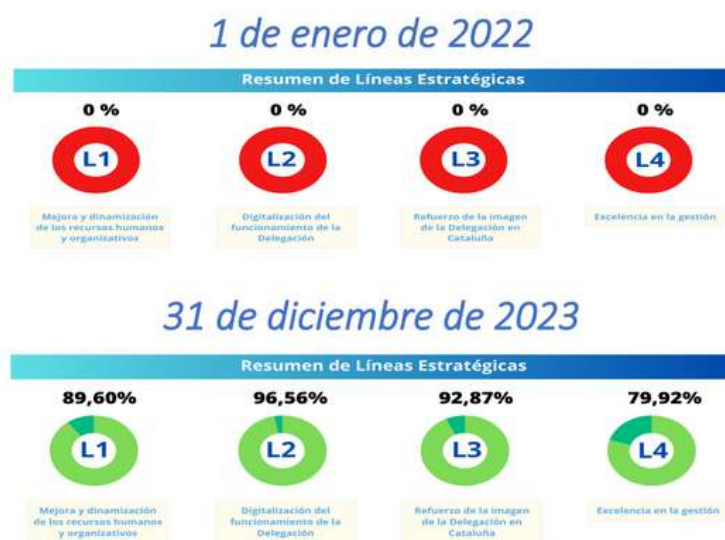 1 de enero de 2022
Resumen de Líneas Estratégicas
0 %
0 %
0 %
0 %
L1
L2
L3
L4
Mejora y dinamización
de los recursos humanos
y organizativos
Digitalización del
funcionamiento de la
Delegación
Refuerzo de la imagen
de la Delegación en
Cataluña
Excelencia en la gestión
31 de diciembre de 2023
Resumen de Líneas Estratégicas
89,60%
96,56%
92,87%
79,92%
L1
L2
L3
L4
Mejora y dinamización
de los recursos humanos
y organizativos
Digitalización del
funcionamiento de la
Delegación
Refuerzo de la imagen
de la Delegación en
Cataluña
Excelencia en la gestión